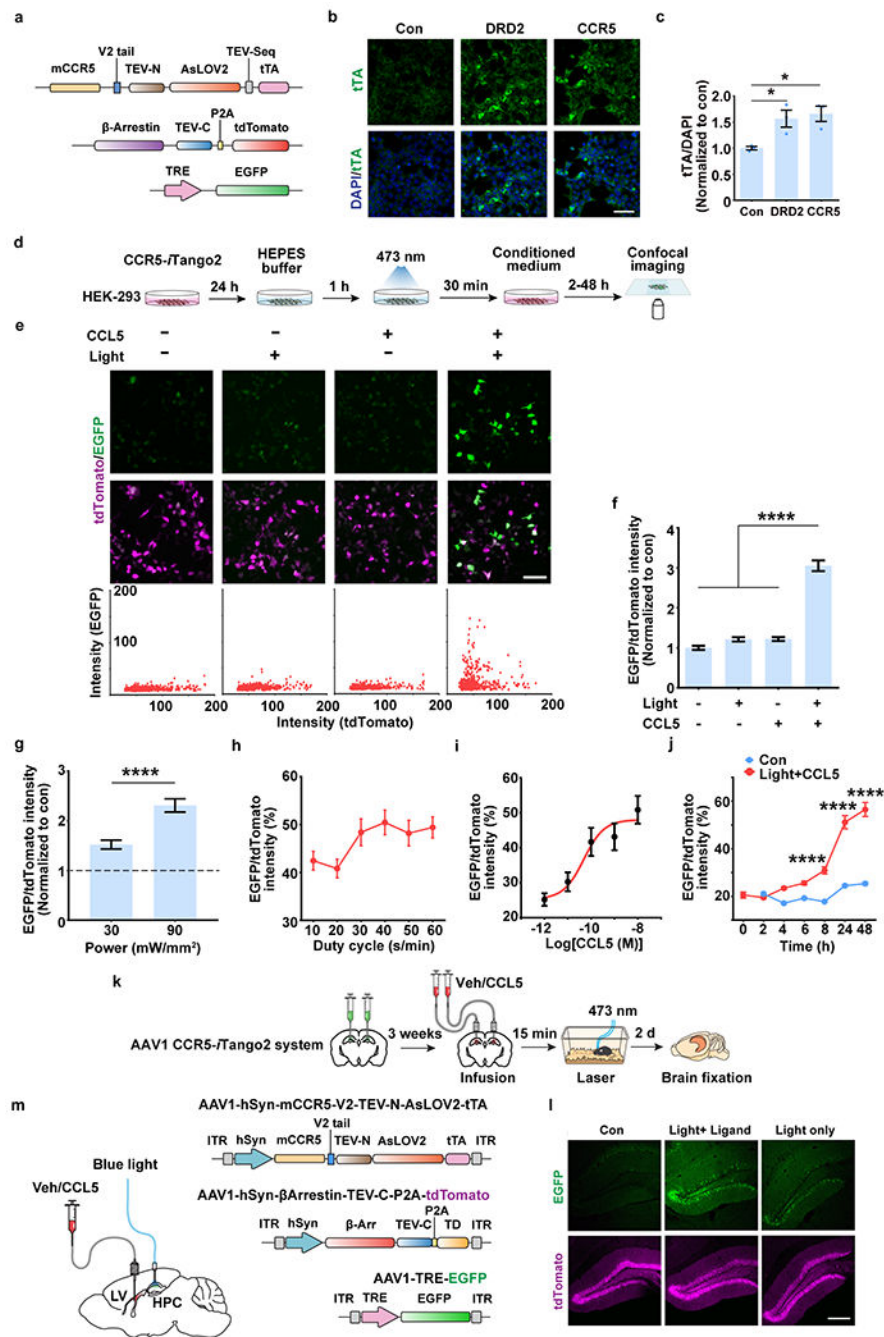 a
V2 tail TEV-Seq
mCCR5 TEV-N AsLOV2 tTA
P2A
β-Arrestin TEV-C tdTomato
TRE EGFP
b
Con DRD2 CCR5
tTA
DAPI/tTA
c
tTA/DAPI
(Normalized to con)
2.0
1.5
1.0
0.5
0
*
*
Con DRD2 CCR5
d
CCR5-iTango2
HEPES
buffer
473 nm
Conditioned
medium
Confocal
imaging
HEK-293
24 h 1 h 30 min 2-48 h
e
CCL5 – – + +
Light – + – +
tdTomato/EGFP
Intensity (EGFP)
200
100
0 200 200 200 200
Intensity (tdTomato)
f
EGFP/tdTomato intensity
(Normalized to con)
4
3
2
1
0
****
Light - + - +
CCL5 - - + +
g
EGFP/tdTomato intensity
(Normalized to con)
3
2
1
0
****
30 90
Power (mW/mm²)
h
EGFP/tdTomato
intensity (%)
60
50
40
10 20 30 40 50 60
Duty cycle (s/min)
i
EGFP/tdTomato
intensity (%)
60
50
40
30
20
-12 -10 -8
Log[CCL5 (M)]
j
Con
Light+CCL5
EGFP/tdTomato
intensity (%)
80
60
40
20
0
**** **** ****
0 2 4 6 8 24 48
Time (h)
k
Veh/CCL5
473 nm
AAV1 CCR5-iTango2 system
3 weeks 15 min 2 d
Infusion Laser Brain fixation
m
Blue light
Veh/CCL5
LV HPC
AAV1-hSyn-mCCR5-V2-TEV-N-AsLOV2-tTA
V2 tail
ITR hSyn mCCR5 TEV-N AsLOV2 tTA ITR
AAV1-hSyn-βArrestin-TEV-C-P2A-tdTomato
P2A
ITR hSyn β-Arr TEV-C TD ITR
AAV1-TRE-EGFP
ITR TRE EGFP ITR
l
Con Light+ Ligand Light only
EGFP
tdTomato